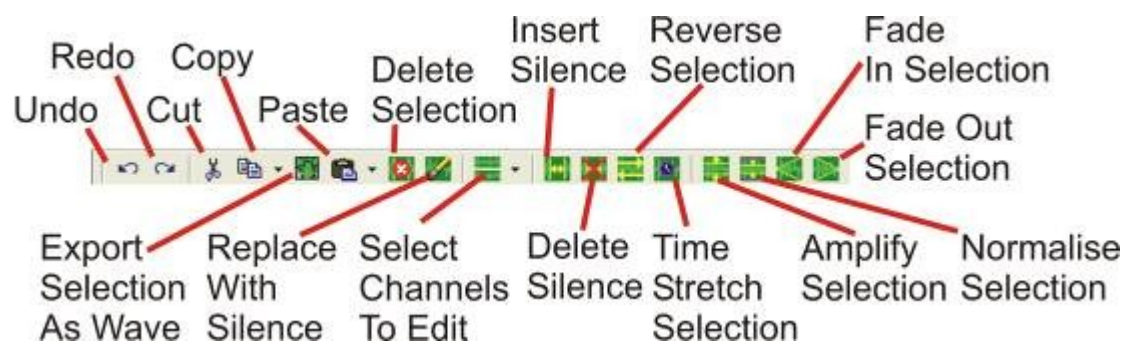 Insert
Silence
Reverse
Selection
Fade
In Selection
Redo
Copy
Delete
Selection
Undo
Cut
Paste
Fade Out
Selection
Export
Selection
As Wave
Replace
With
Silence
Select
Channels
To Edit
Delete
Silence
Time
Stretch
Selection
Amplify
Selection
Normalise
Selection